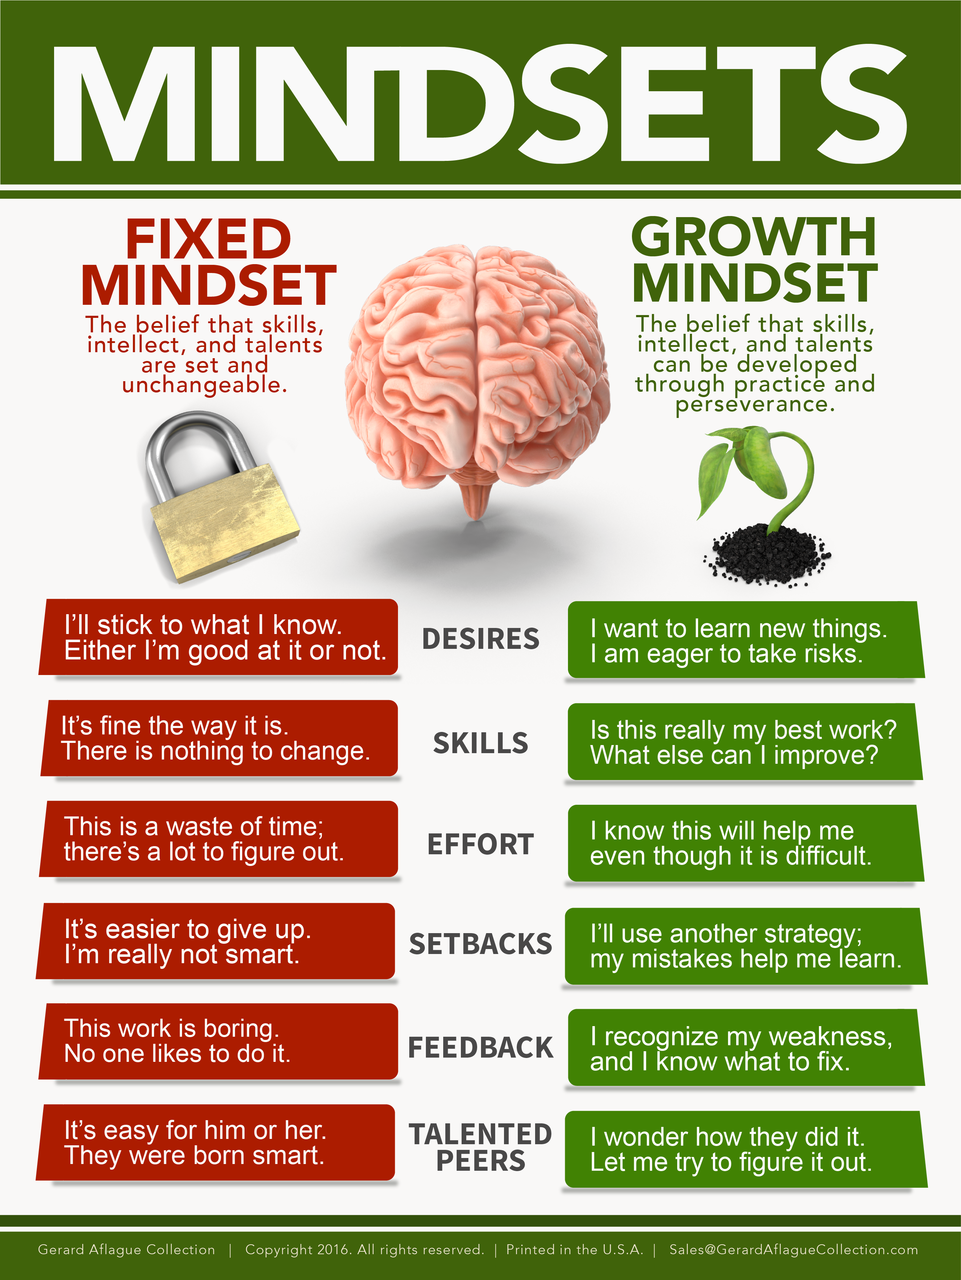 MINDSETS
FIXED
MINDSET
The belief that skills,
intellect, and talents
are set and
unchangeable.
GROWTH
MINDSET
The belief that skills,
intellect, and talents
can be developed
through practice and
perseverance.
I'll stick to what I know.
Either I'm good at it or not.
DESIRES
I want to learn new things.
I am eager to take risks.
It's fine the way it is.
There is nothing to change.
SKILLS
Is this really my best work?
What else can I improve?
This is a waste of time;
there's a lot to figure out.
EFFORT
I know this will help me
even though it is difficult.
It's easier to give up.
I'm really not smart.
SETBACKS
I'll use another strategy;
my mistakes help me learn.
This work is boring.
No one likes to do it.
FEEDBACK
I recognize my weakness,
and I know what to fix.
It's easy for him or her.
They were born smart.
TALENTED
PEERS
I wonder how they did it.
Let me try to figure it out.
Gerard Aflague Collection | Copyright 2016. All rights reserved. | Printed in the U.S.A. | Sales@GerardAflagueCollection.com